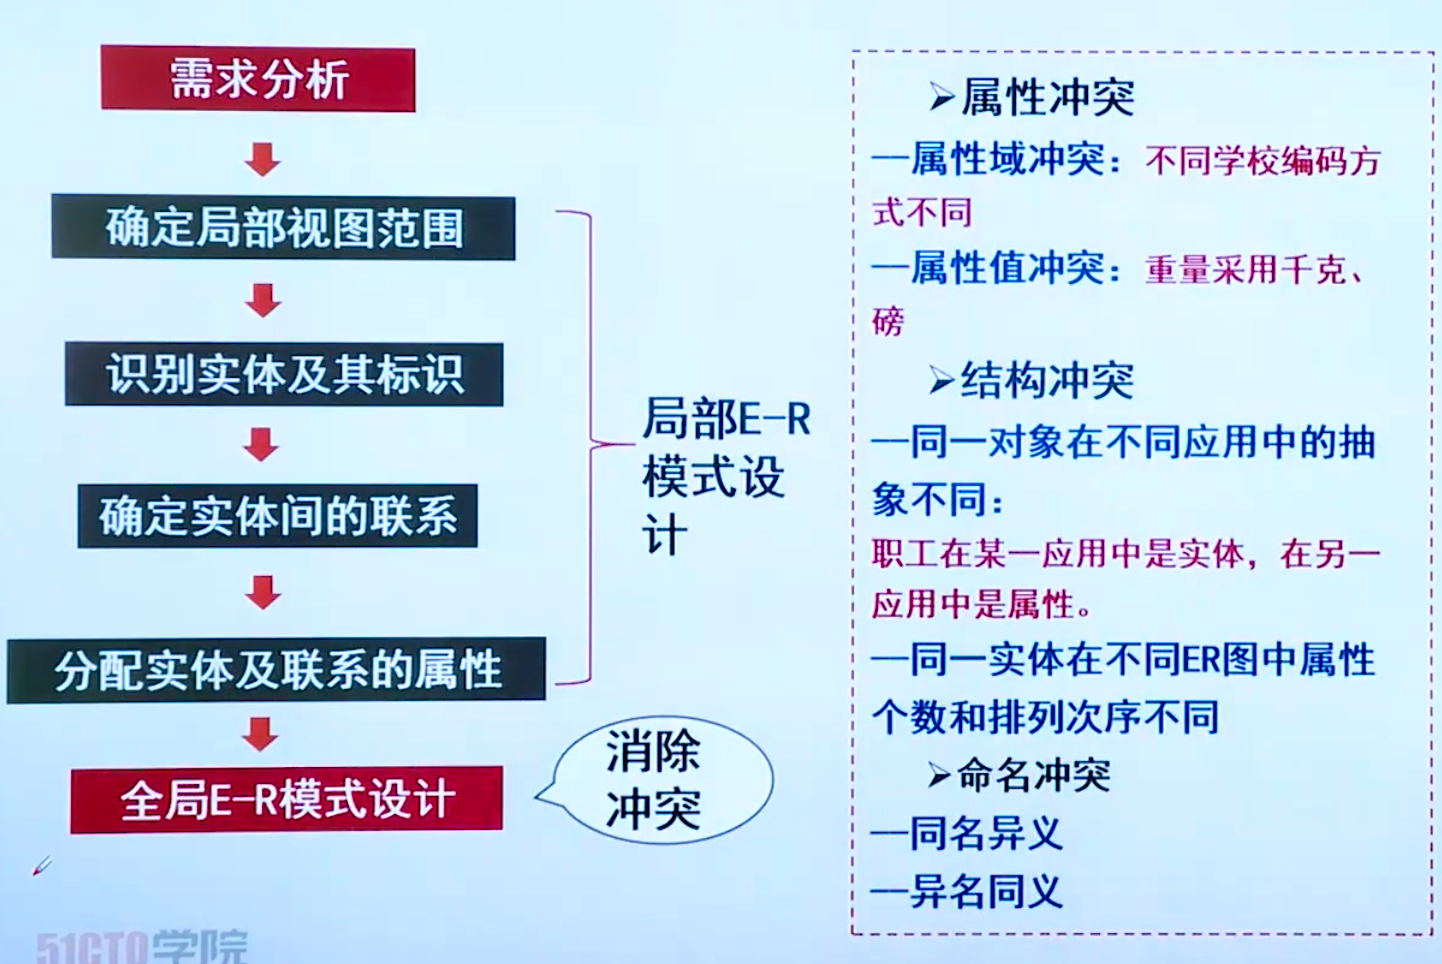 需求分析
确定局部视图范围
识别实体及其标识
确定实体间的联系
分配实体及联系的属性
全局E-R模式设计
局部E-R
模式设
计
消除
冲突
➢属性冲突
—属性域冲突：不同学校编码方
式不同
—属性值冲突：重量采用千克、
磅
➢结构冲突
—同一对象在不同应用中的抽
象不同：
职工在某一应用中是实体，在另一
应用中是属性。
—同一实体在不同ER图中属性
个数和排列次序不同
➢命名冲突
—同名异义
—异名同义
51CTO学院